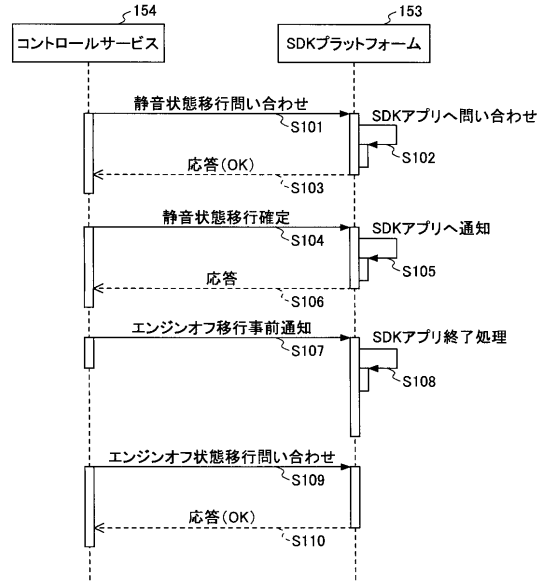 154
153
コントロールサービス
SDKプラットフォーム
静音状態移行問い合わせ
S101
SDKアプリへ問い合わせ
S102
応答(OK)
S103
静音状態移行確定
S104
SDKアプリへ通知
S105
応答
S106
エンジンオフ移行事前通知
S107
SDKアプリ終了処理
S108
エンジンオフ状態移行問い合わせ
S109
応答(OK)
S110